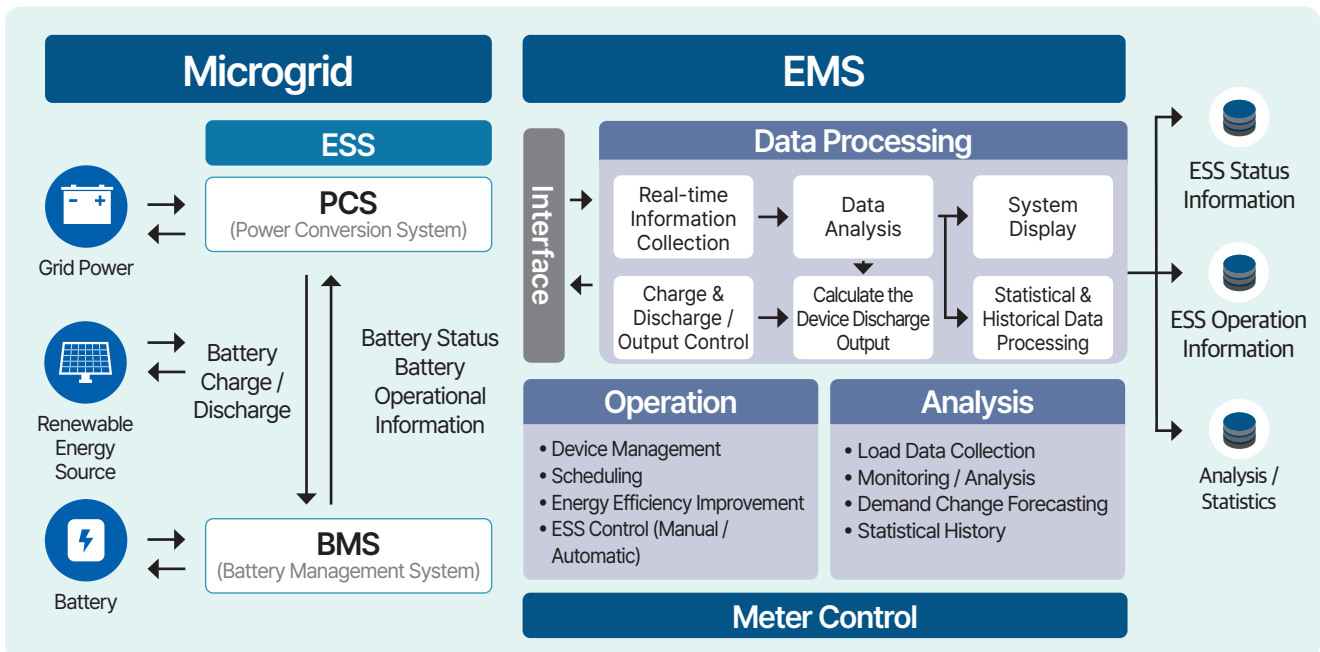 Microgrid
ESS
PCS
(Power Conversion System)
Grid Power
Renewable
Energy
Source
Battery
Charge /
Discharge
Battery Status
Battery
Operational
Information
BMS
(Battery Management System)
Battery
EMS
Interface
Data Processing
Real-time
Information
Collection
Data
Analysis
System
Display
Charge &
Discharge /
Output Control
Calculate the
Device Discharge
Output
Statistical &
Historical Data
Processing
Operation
• Device Management
• Scheduling
• Energy Efficiency Improvement
• ESS Control (Manual /
Automatic)
Analysis
• Load Data Collection
• Monitoring / Analysis
• Demand Change Forecasting
• Statistical History
Meter Control
ESS Status
Information
ESS Operation
Information
Analysis /
Statistics